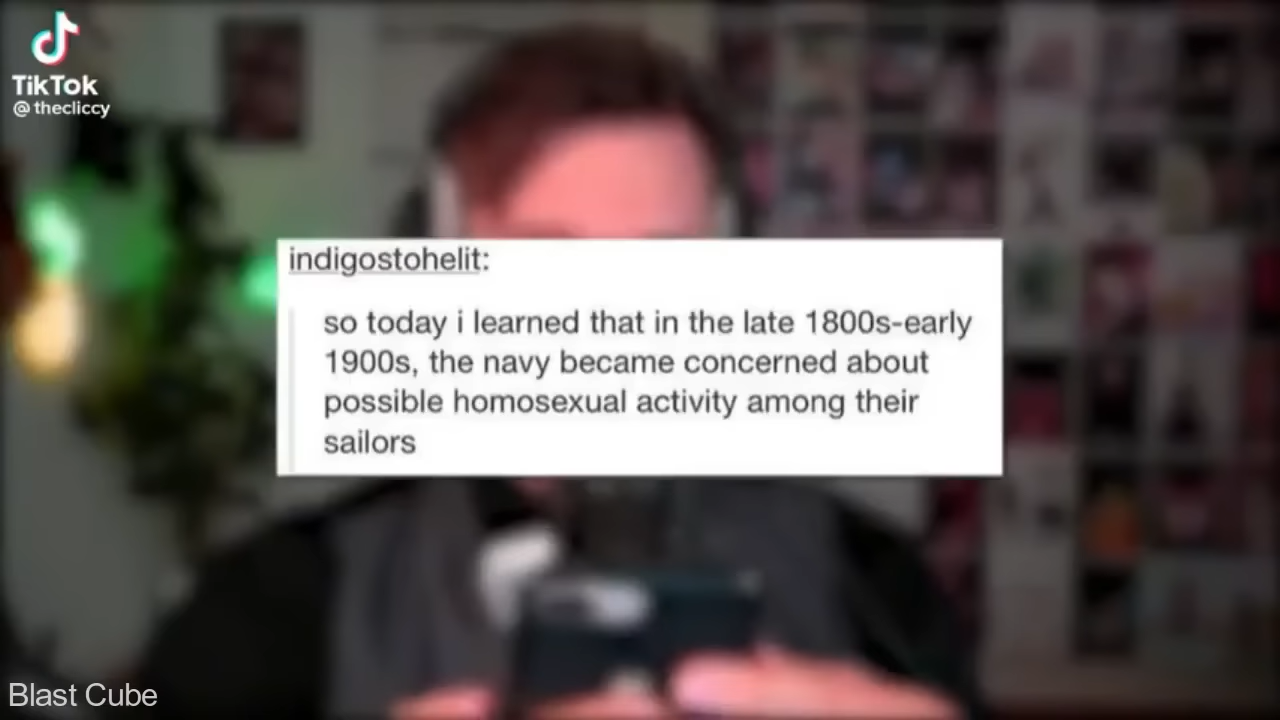 TikTok
@thecliccy
indigostohelit:
so today i learned that in the late 1800s-early
1900s, the navy became concerned about
possible homosexual activity among their
sailors
Blast Cube